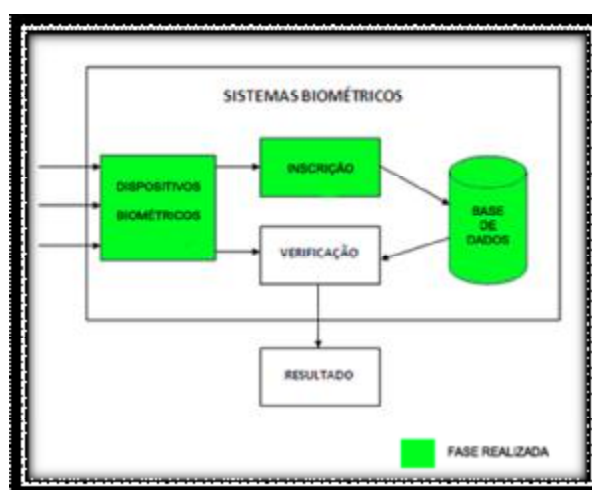 SISTEMAS BIOMÉTRICOS
DISPOSITIVOS
BIOMÉTRICOS
INSCRIÇÃO
BASE
DE
DADOS
VERIFICAÇÃO
RESULTADO
FASE REALIZADA